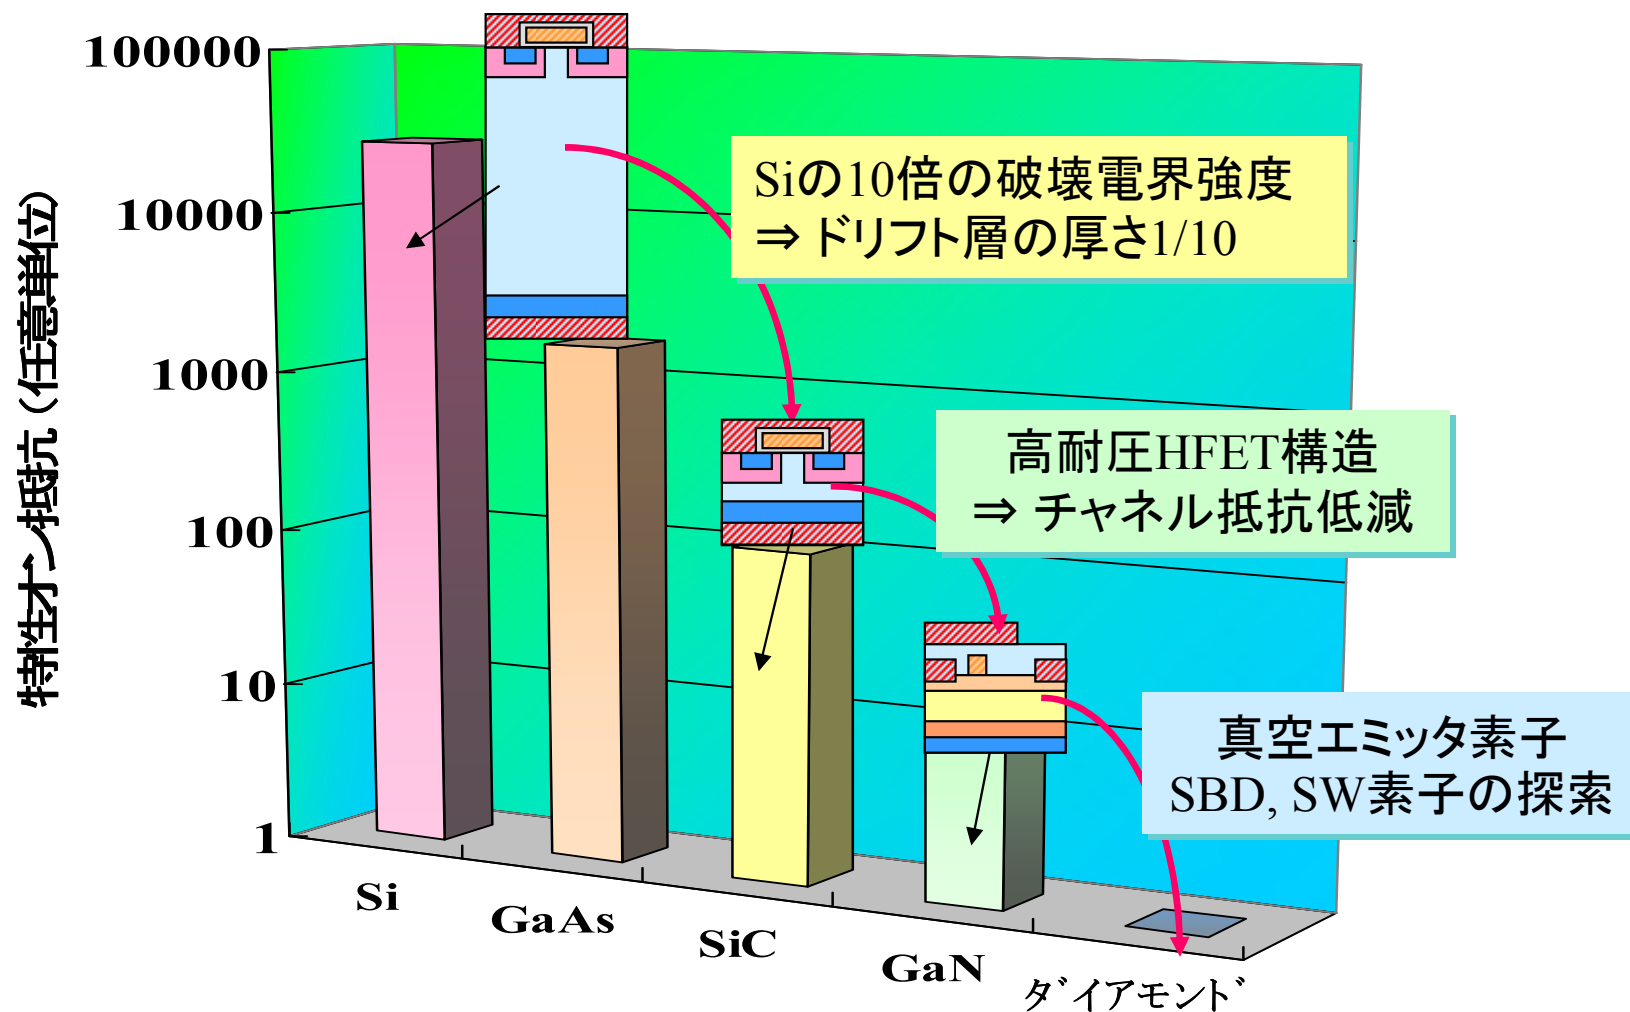 特性オン抵抗（任意単位）
100000
10000
1000
100
10
1
Siの10倍の破壊電界強度
⇒ ドリフト層の厚さ1/10
高耐圧HFET構造
⇒ チャネル抵抗低減
真空エミッタ素子
SBD, SW素子の探索
Si
GaAs
SiC
GaN
ダイアモンド